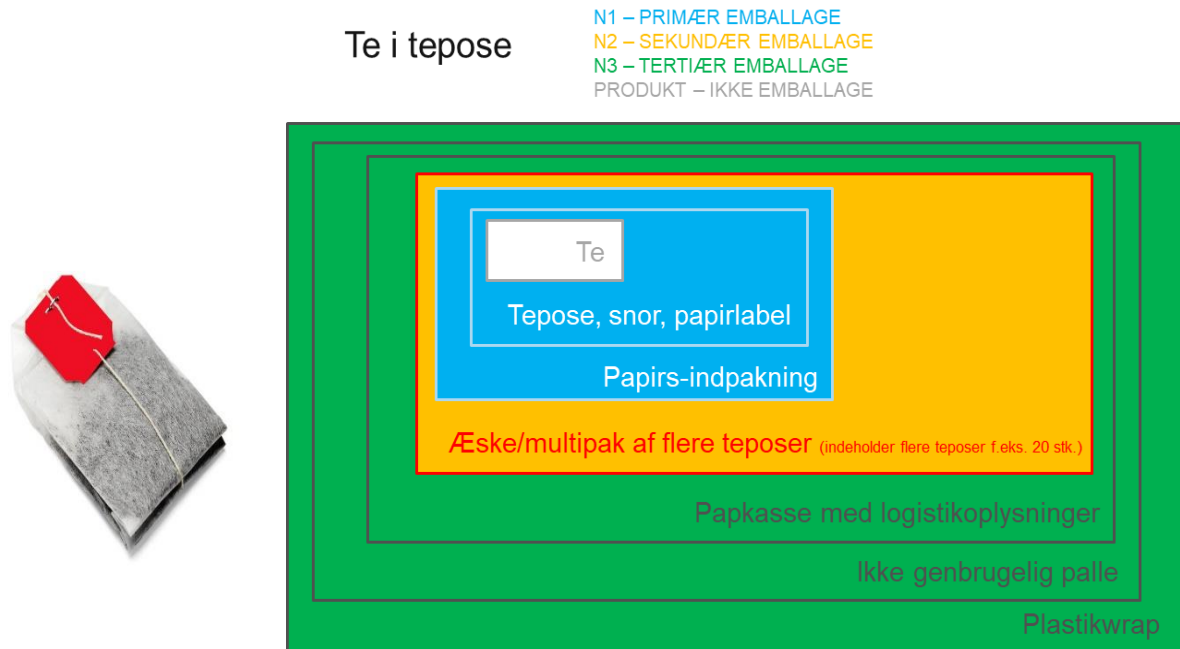 Te i tepose
N1 – PRIMÆR EMBALLAGE
N2 – SEKUNDÆR EMBALLAGE
N3 – TERTIÆR EMBALLAGE
PRODUKT – IKKE EMBALLAGE
Te
Tepose, snor, papirlabel
Papirs-indpakning
Æske/multipak af flere teposer (indeholder flere teposer f.eks. 20 stk.)
Papkasse med logistikoplysninger
Ikke genbrugelig palle
Plastikwrap